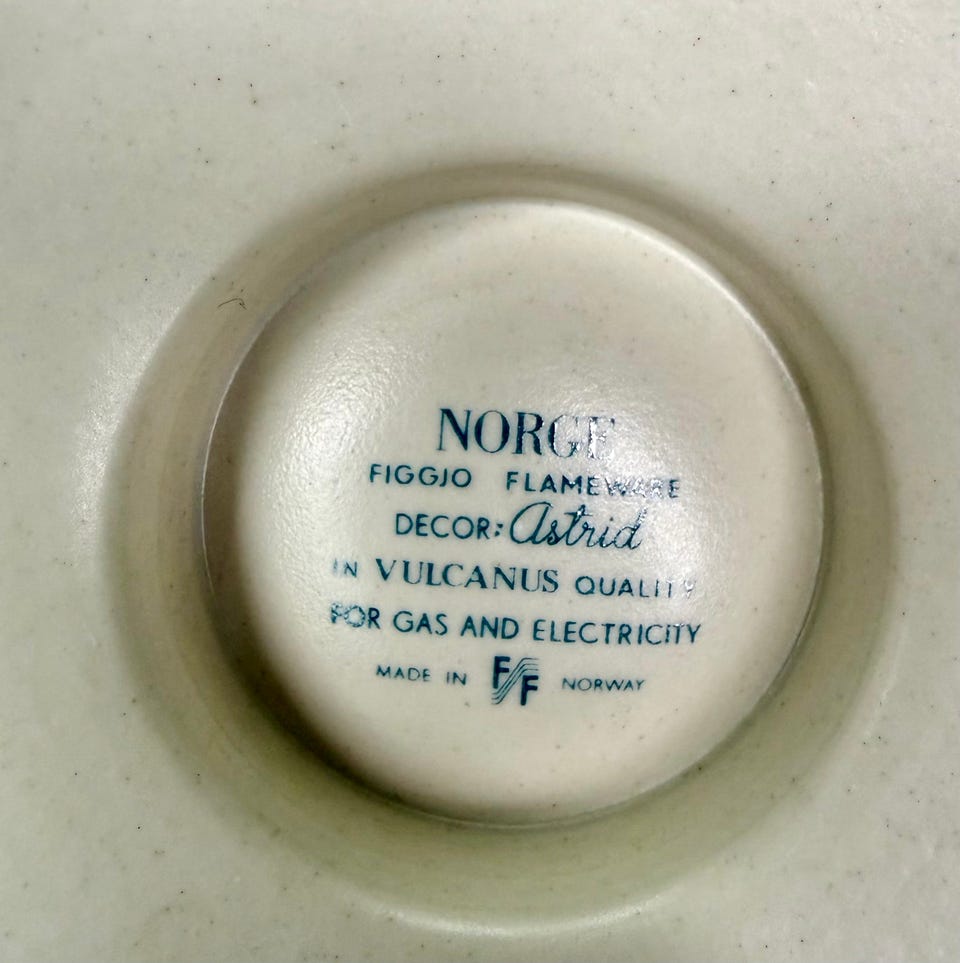 NORGE
FIGGJO FLAMEWARE
DECOR: Astrid
IN VULCANUS QUALITY
FOR GAS AND ELECTRICITY
MADE IN FF NORWAY